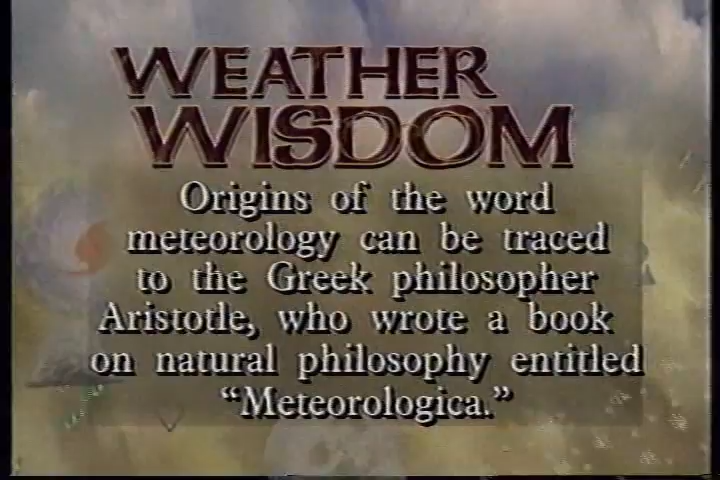 WEATHER
WISDOM
Origins of the word
meteorology can be traced
to the Greek philosopher
Aristotle, who wrote a book
on natural philosophy entitled
“Meteorologica.”